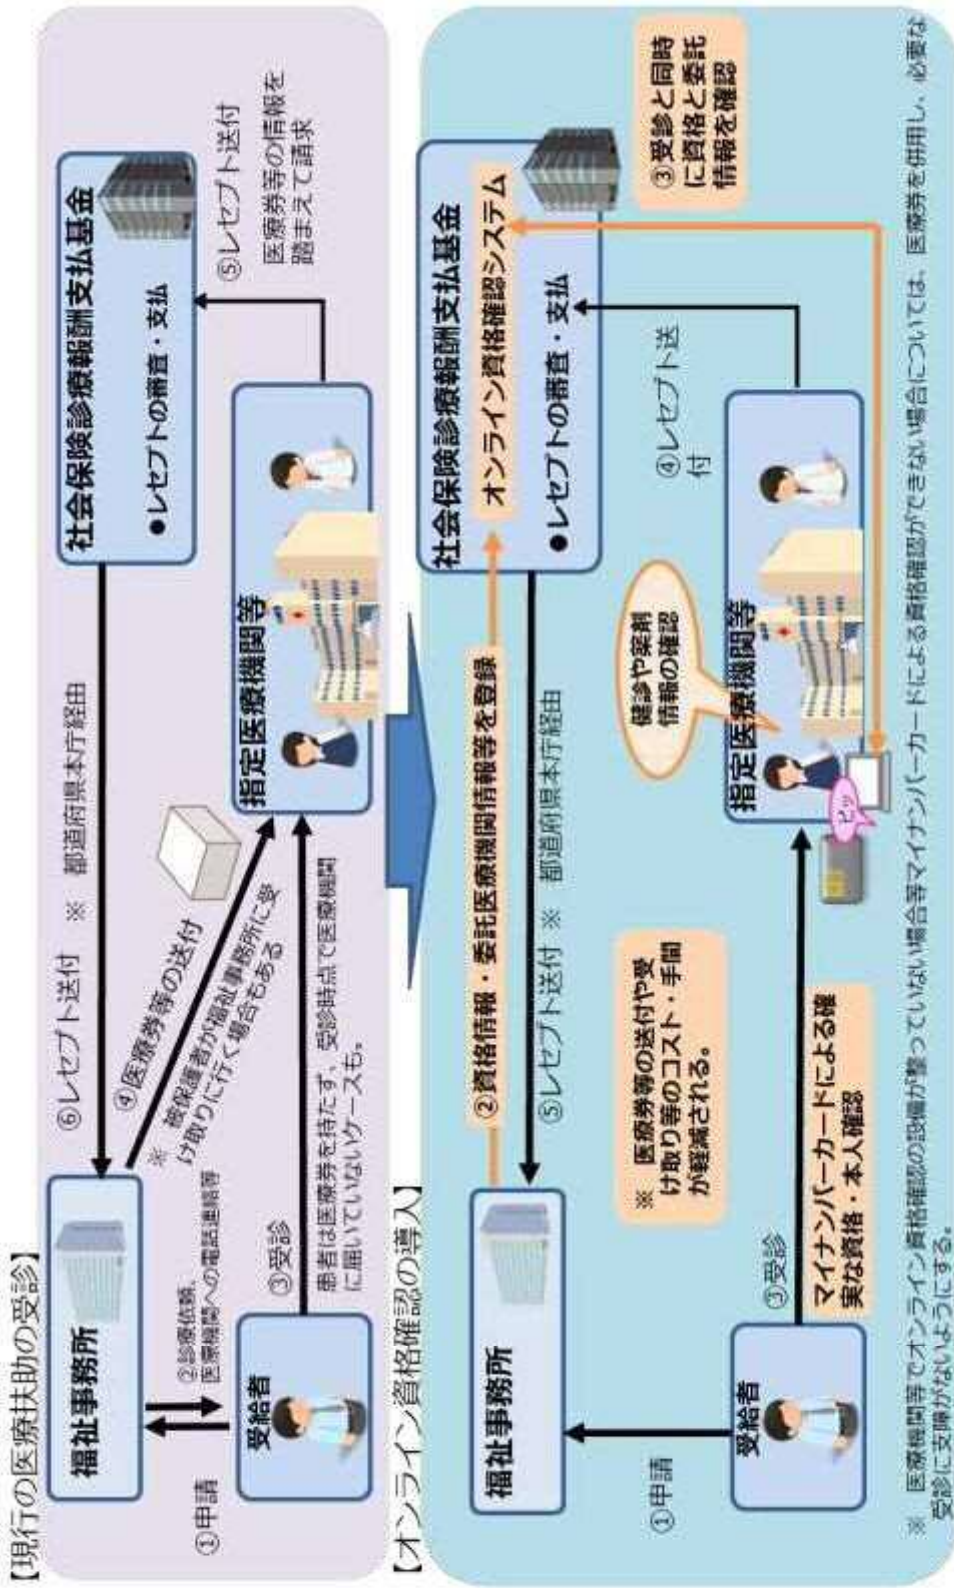 【現行の医療扶助の受診】
福祉事務所
⑥レセプト送付 ※ 都道府県本庁経由
社会保険診療報酬支払基金
●レセプトの審査・支払
④医療券等の送付
※ 被保護者が福祉事務所に受
け取りに行く場合もある
①申請
②診療依頼、
医療機関への電話連絡等
受給者
③受診
患者は医療券を持たず、受診時点で医療機関
に届いていないケースも。
指定医療機関等
⑤レセプト送付
医療券等の情報を
踏まえて請求
【オンライン資格確認の導入】
福祉事務所
②資格情報・委託医療機関情報等を登録
⑤レセプト送付 ※ 都道府県本庁経由
社会保険診療報酬支払基金
オンライン資格確認システム
●レセプトの審査・支払
※ 医療券等の送付や受
け取り等のコスト・手間
が軽減される。
健診や薬剤
情報の確認
④レセプト送
付
③受診と同時
に資格と委託
情報を確認
①申請
受給者
③受診
マイナンバーカードによる確
実な資格・本人確認
ピッ
指定医療機関等
※ 医療機関等でオンライン資格確認の設備が整っていない場合等マイナンバーカードによる資格確認ができない場合については、医療券を併用し、必要な
受診に支障がないようにする。